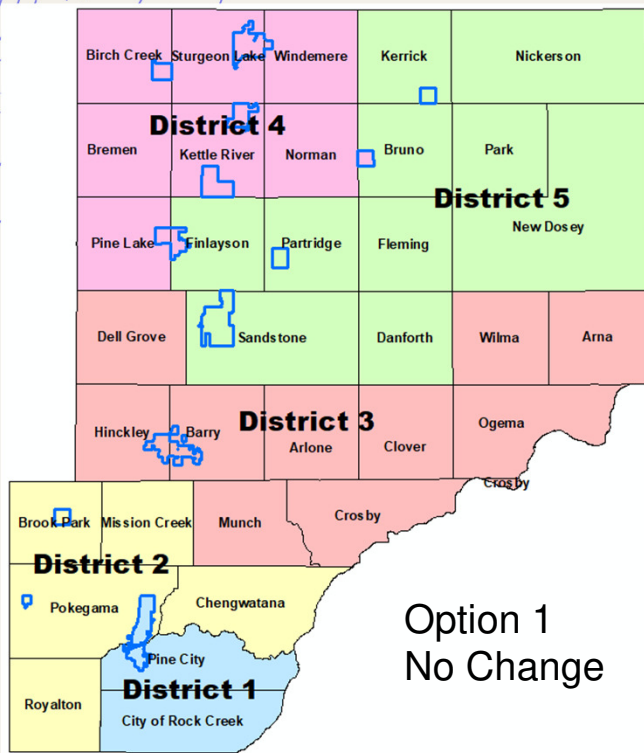 Birch Creek
Sturgeon Lake
Windemere
Kerrick
Nickerson
District 4
Bremen
Kettle River
Norman
Bruno
Park
District 5
New Dosey
Pine Lake
Finlayson
Partridge
Fleming
Dell Grove
Sandstone
Danforth
Wilma
Arna
District 3
Hinckley
Barry
Arlone
Clover
Ogema
Crosby
Brook Park
Mission Creek
Munch
Crosby
District 2
Pokegama
Chengwatana
Option 1
No Change
Pine City
District 1
Royalton
City of Rock Creek